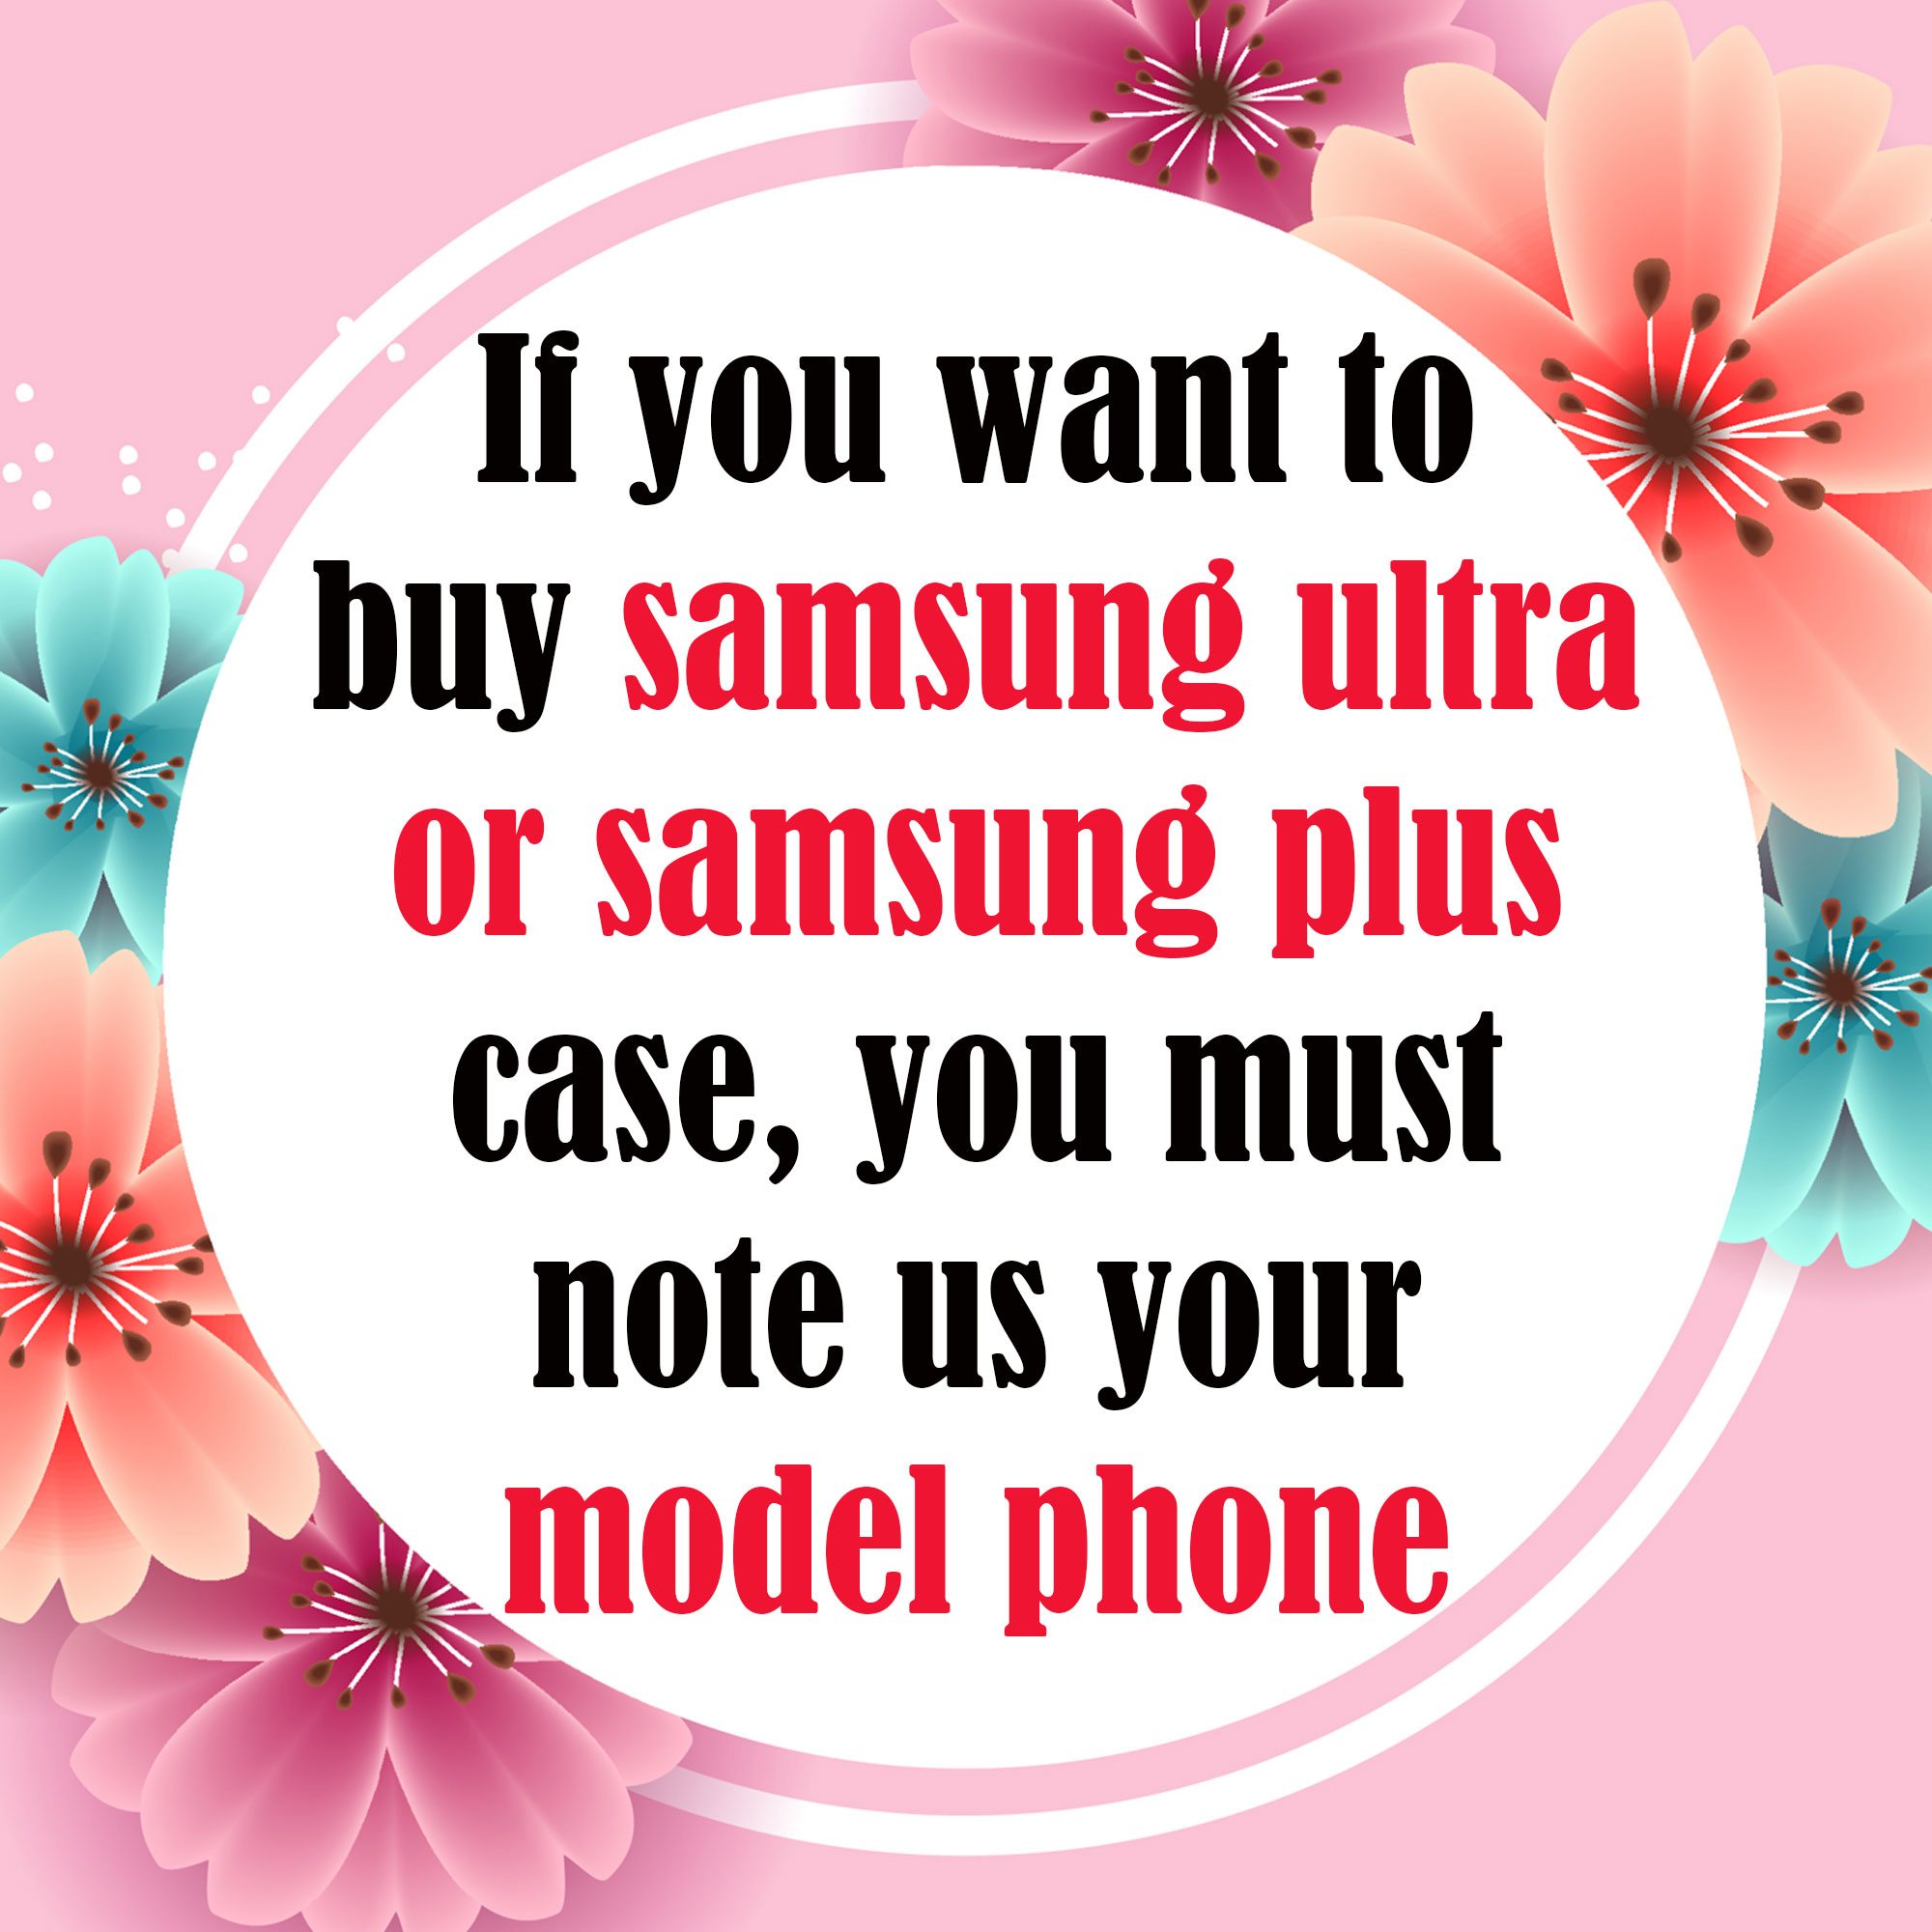 If you want to
buy samsung ultra
or samsung plus
case, you must
note us your
model phone